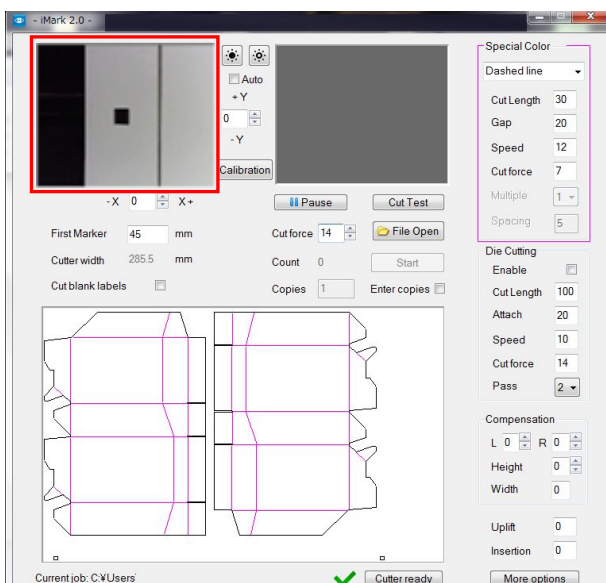 - iMark 2.0 -
Special Color
Dashed line
Auto
+ Y
Cut Length 30
0
Gap 20
- Y
Speed 12
Calibration
Cut force 7
Multiple 1
- X 0 X +
Pause
Cut Test
Spacing 5
First Marker 45 mm
Cut force 14
File Open
Die Cutting
Cutter width 285.5 mm
Count 0
Start
Enable
Cut blank labels
Copies 1
Enter copies
Cut Length 100
Attach 20
Speed 10
Cut force 14
Pass 2
Compensation
L 0 R 0
Height 0
Width 0
Uplift 0
Insertion 0
Current job: C:¥Users
Cutter ready
More options